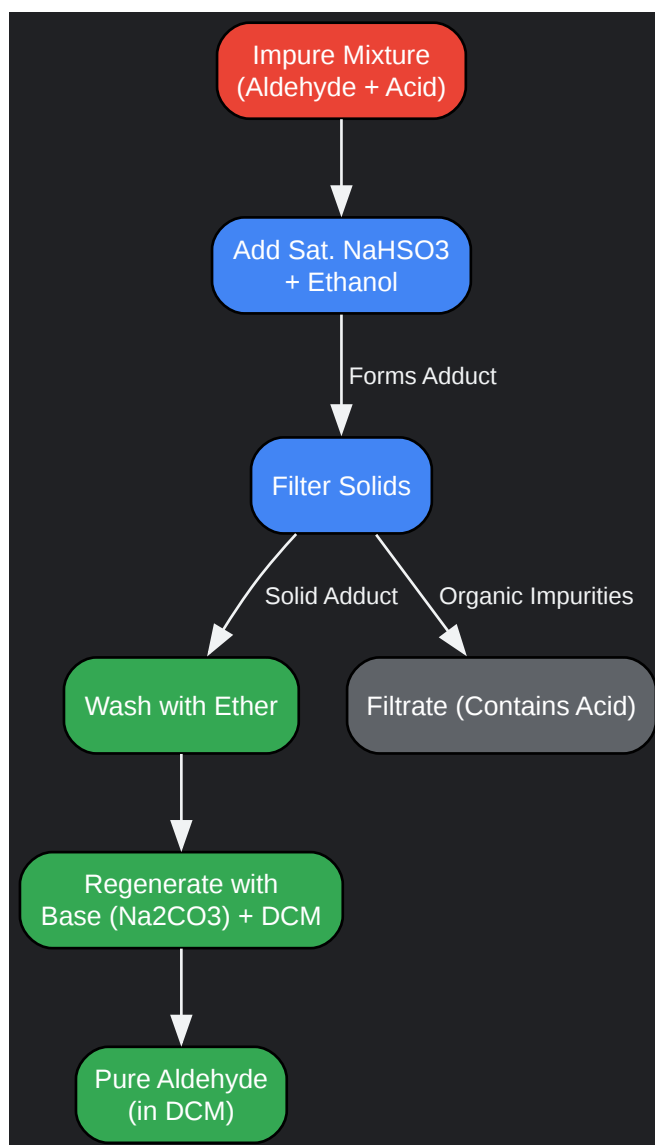 Impure Mixture
(Aldehyde + Acid)
Add Sat. NaHSO3
+ Ethanol
Forms Adduct
Filter Solids
Solid Adduct
Organic Impurities
Wash with Ether
Filtrate (Contains Acid)
Regenerate with
Base (Na2CO3) + DCM
Pure Aldehyde
(in DCM)